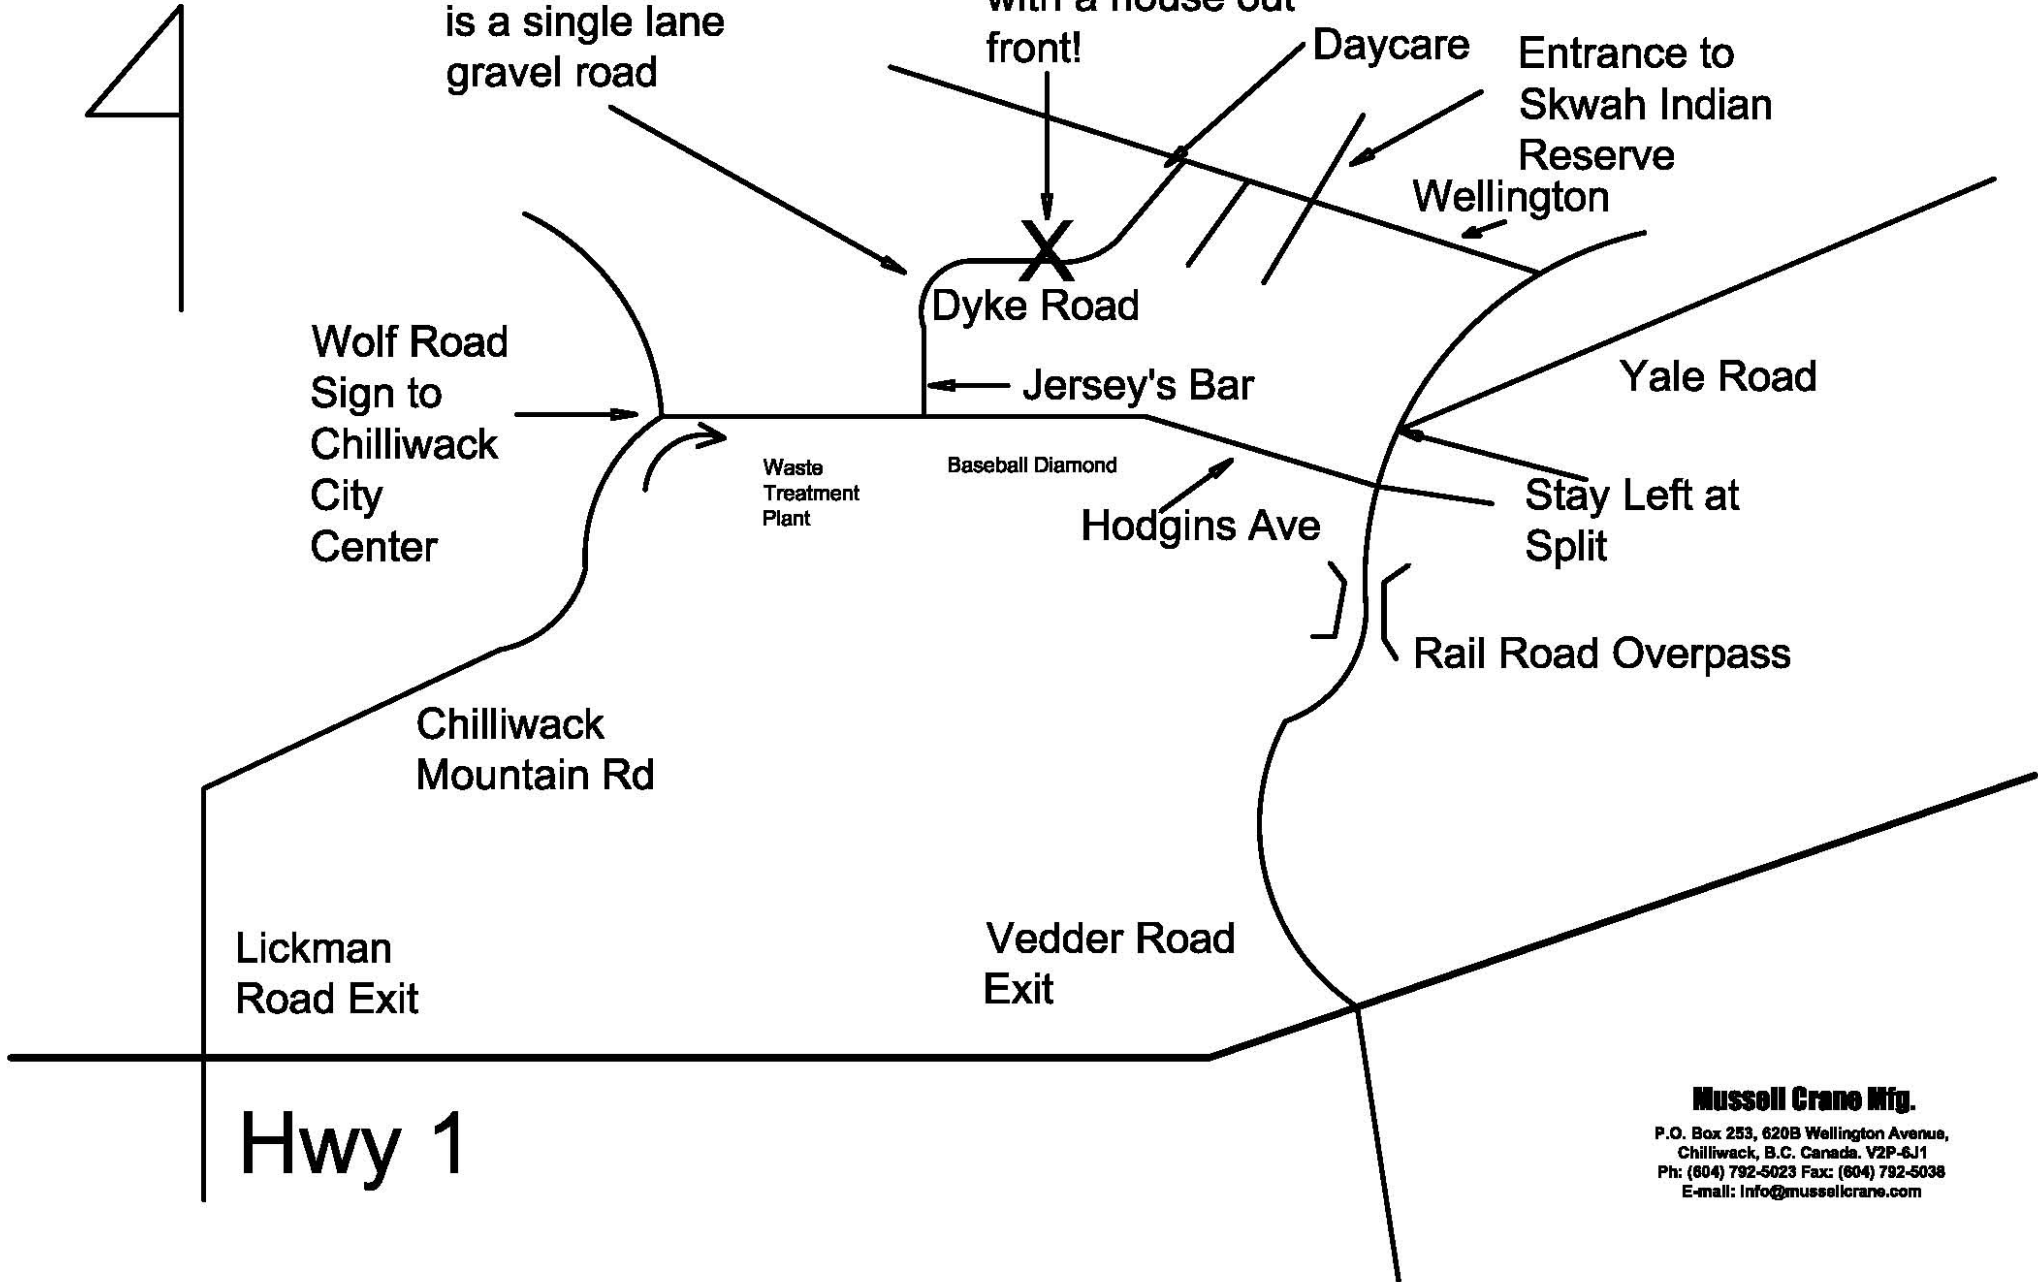 is a single lane
gravel road
with a house out
front!
Daycare
Entrance to
Skwah Indian
Reserve
Wellington
Dyke Road
Wolf Road
Sign to
Chilliwack
City
Center
Jersey's Bar
Yale Road
Waste
Treatment
Plant
Baseball Diamond
Hodgins Ave
Stay Left at
Split
Rail Road Overpass
Chilliwack
Mountain Rd
Lickman
Road Exit
Vedder Road
Exit
Hwy 1
X
Mussell Crane Mfg.
P.O. Box 253, 620B Wellington Avenue,
Chilliwack, B.C. Canada. V2P-6J1
Ph: (604) 792-5023 Fax: (604) 792-5038
E-mail: info@mussellcrane.com